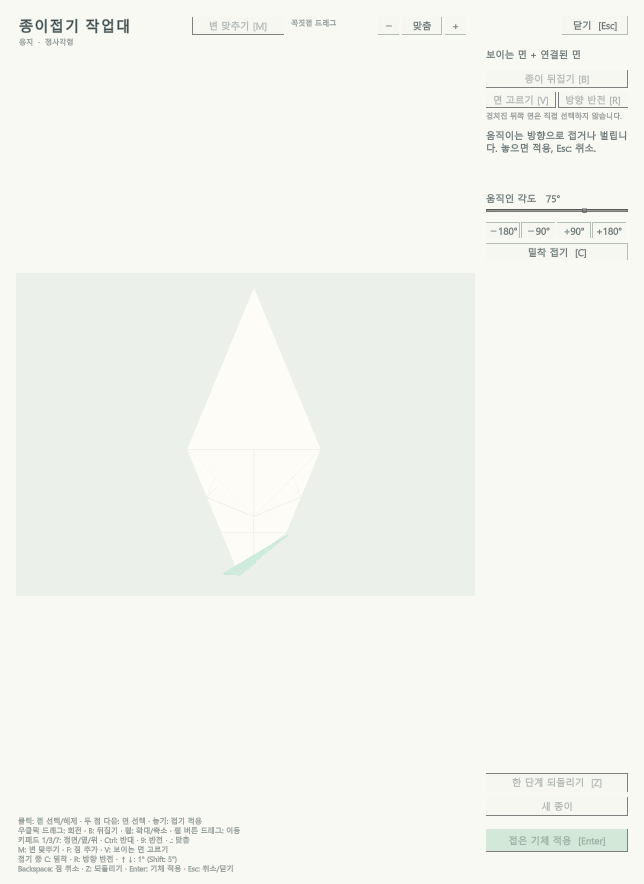 종이접기 작업대
용지 · 정사각형
변 맞추기 [M]
꼭짓점 드래그
−
맞춤
+
닫기 [Esc]
보이는 면 + 연결된 면
종이 뒤집기 [B]
면 고르기 [V]
방향 반전 [R]
겹쳐진 뒤쪽 면은 직접 선택하지 않습니다.
움직이는 방향으로 접거나 벌립니
다. 놓으면 적용, Esc: 취소.
움직인 각도 75°
−180°
−90°
+90°
+180°
밀착 접기 [C]
한 단계 되돌리기 [Z]
새 종이
접은 기체 적용 [Enter]
클릭: 점 선택/해제 · 두 점 다음: 면 선택 · 놓기: 접기 적용
우클릭 드래그: 회전 · B: 뒤집기 · 휠: 확대/축소 · 휠 버튼 드래그: 이동
키패드 1/3/7: 정면/옆/위 · Ctrl: 반대 · 9: 반전 · .: 맞춤
M: 변 맞추기 · F: 점 추가 · V: 보이는 면 고르기
접기 중 C: 밀착 · R: 방향 반전 · ↑ ↓: 1° (Shift: 5°)
Backspace: 점 취소 · Z: 되돌리기 · Enter: 기체 적용 · Esc: 취소/닫기